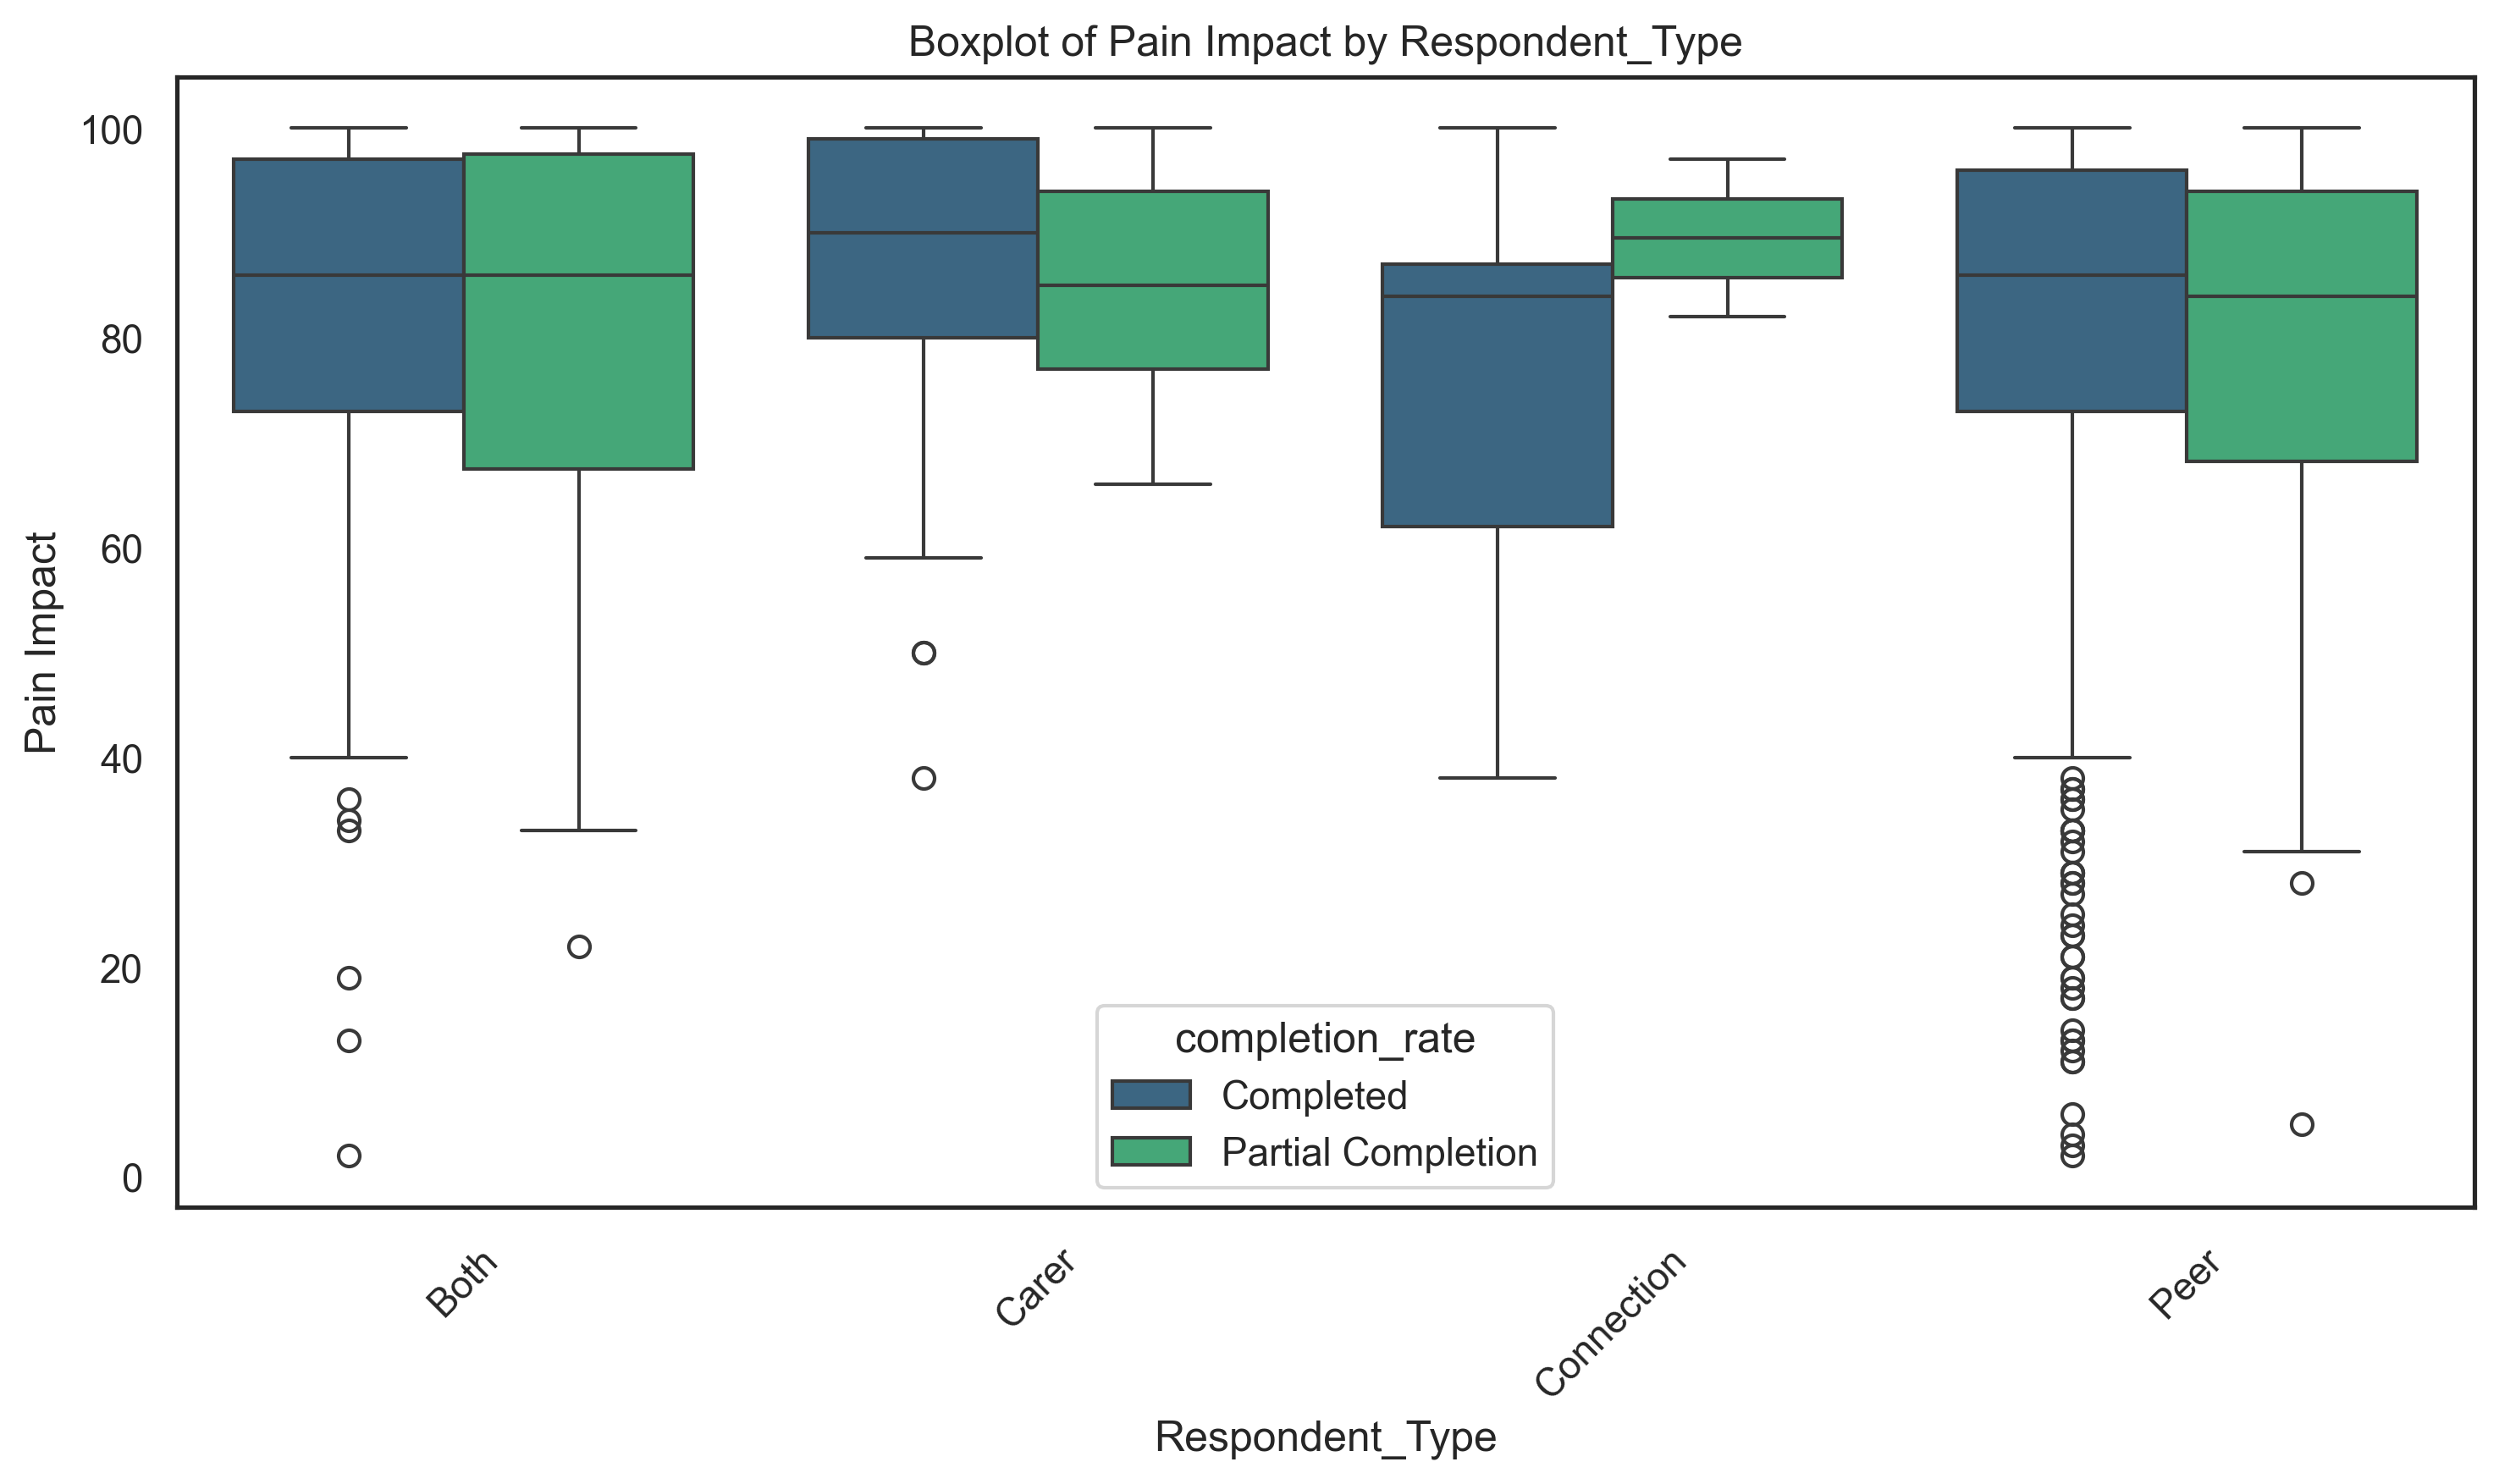 Boxplot of Pain Impact by Respondent_Type
Pain Impact
100
80
60
40
20
0
completion_rate
Completed
Partial Completion
Both
Carer
Connection
Peer
Respondent_Type